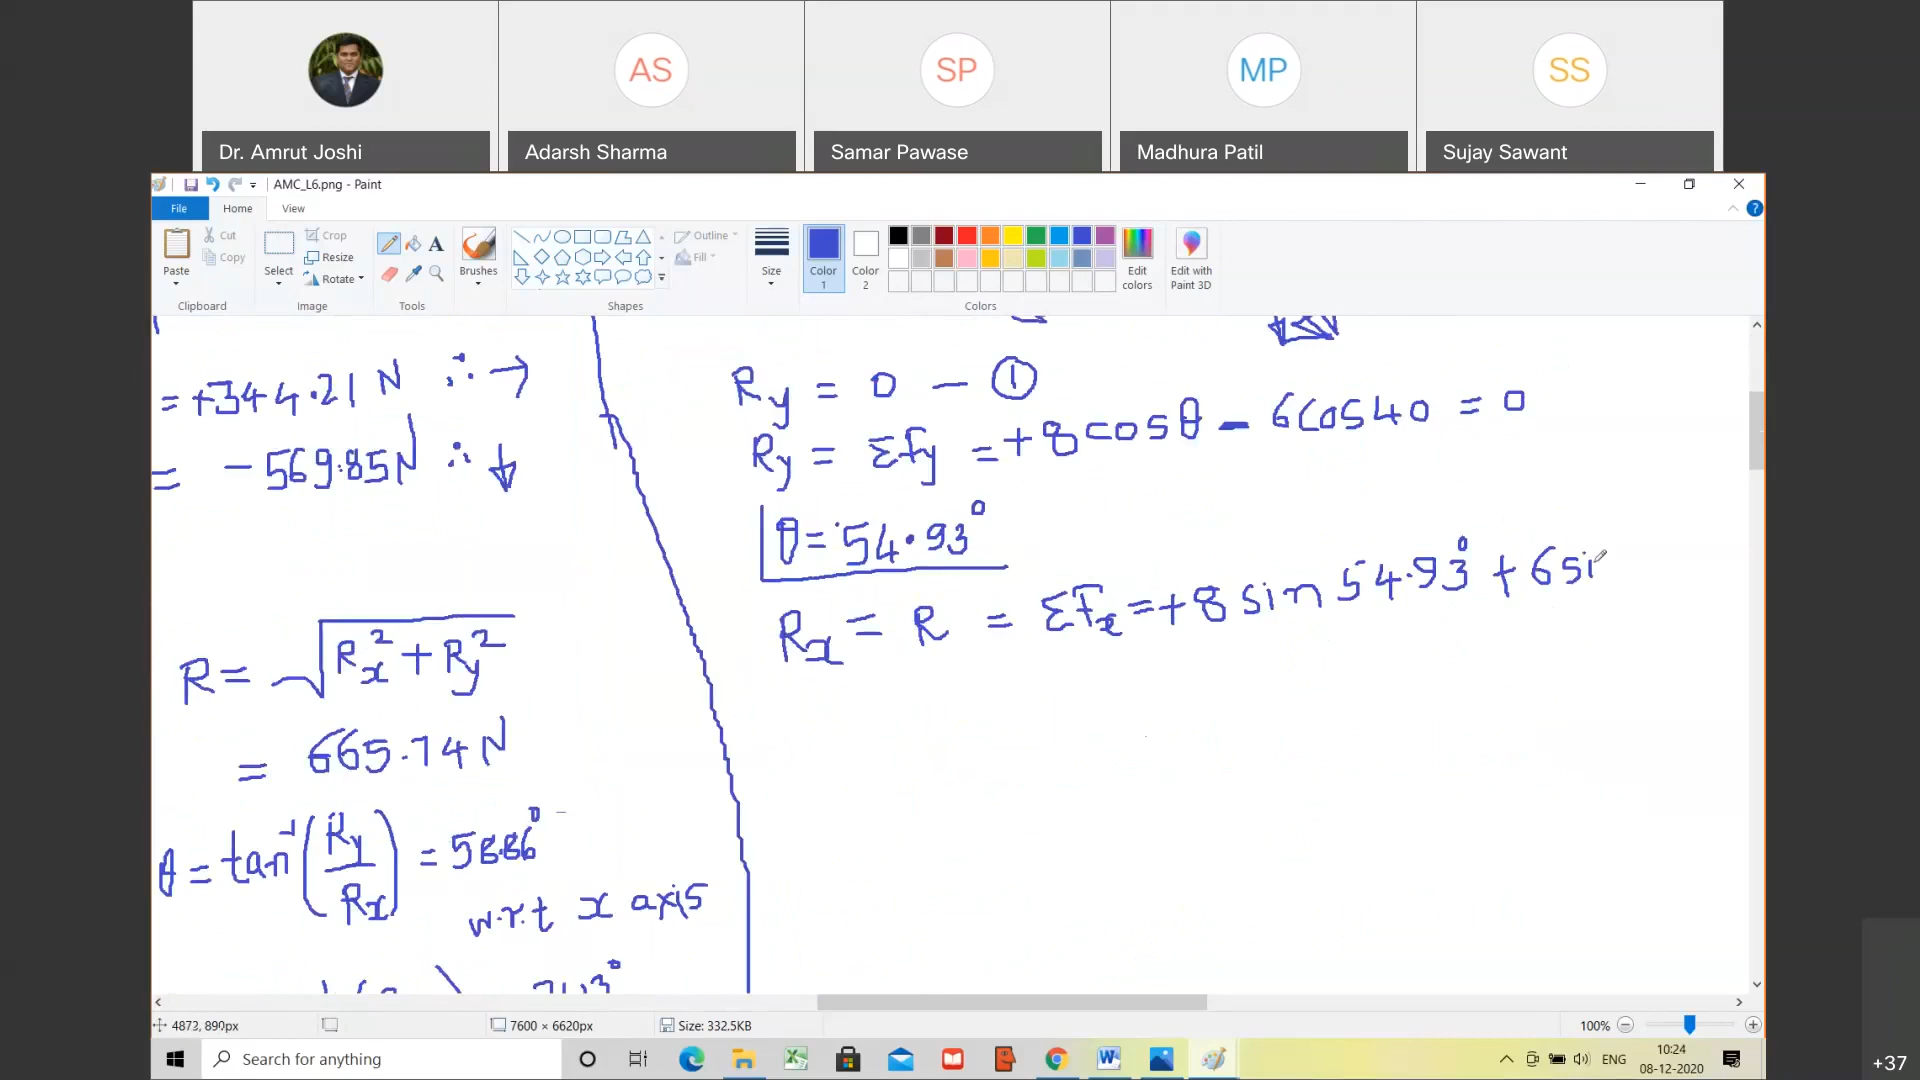 AS
SP
MP
SS
Dr. Amrut Joshi
Adarsh Sharma
Samar Pawase
Madhura Patil
Sujay Sawant
AMC_L6.png - Paint
File
Home
View
Paste
Cut
Copy
Clipboard
Select
Crop
Resize
Rotate
Image
A
Tools
Brushes
Outline
Fill
Shapes
Size
Color 1
Color 2
Edit colors
Edit with Paint 3D
Colors
= +344.21 N ∴ →
= - 569.85N ∴ ↓
R = √Rx² + Ry²
= 665.74 N
θ = tan⁻¹(Ry/Rx) = 58.86°
w.r.t x axis
Ry = 0 - ①
Ry = Σfy = +8cosθ - 6cos40 = 0
θ = 54.93°
Rx = R = ΣFx = +8 sin 54.93° + 6si
4873, 890px
7600 × 6620px
Size: 332.5KB
100%
Search for anything
ENG
10:24
08-12-2020
+37